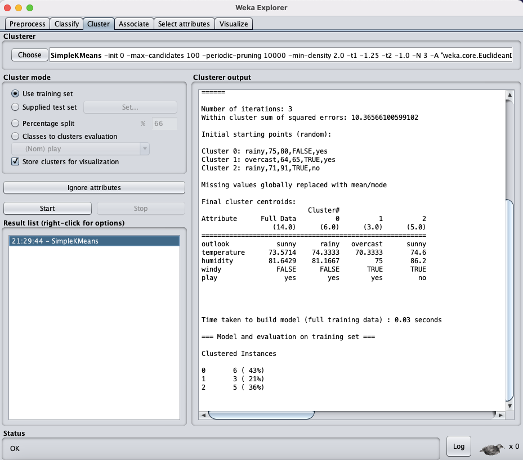 Weka Explorer
Preprocess Classify Cluster Associate Select attributes Visualize
Clusterer
Choose SimpleKMeans -init 0 -max-candidates 100 -periodic-pruning 10000 -min-density 2.0 -t1 -1.25 -t2 -1.0 -N 3 -A "weka.core.EuclideanD
Cluster mode
Use training set
Supplied test set Set...
Percentage split % 66
Classes to clusters evaluation
(Nom) play
Store clusters for visualization
Ignore attributes
Start Stop
Result list (right-click for options)
21:29:44 - SimpleKMeans
Clusterer output
======
Number of iterations: 3
Within cluster sum of squared errors: 10.36566100599102
Initial starting points (random):
Cluster 0: rainy,75,80,FALSE,yes
Cluster 1: overcast,64,65,TRUE,yes
Cluster 2: rainy,71,91,TRUE,no
Missing values globally replaced with mean/mode
Final cluster centroids:
Cluster#
Attribute Full Data 0 1 2
(14.0) (6.0) (3.0) (5.0)
==========================================================
outlook sunny rainy overcast sunny
temperature 73.5714 74.3333 70.3333 74.6
humidity 81.6429 81.1667 75 86.2
windy FALSE FALSE TRUE TRUE
play yes yes yes no
Time taken to build model (full training data) : 0.03 seconds
=== Model and evaluation on training set ===
Clustered Instances
0 6 ( 43%)
1 3 ( 21%)
2 5 ( 36%)
Status
OK
Log x 0